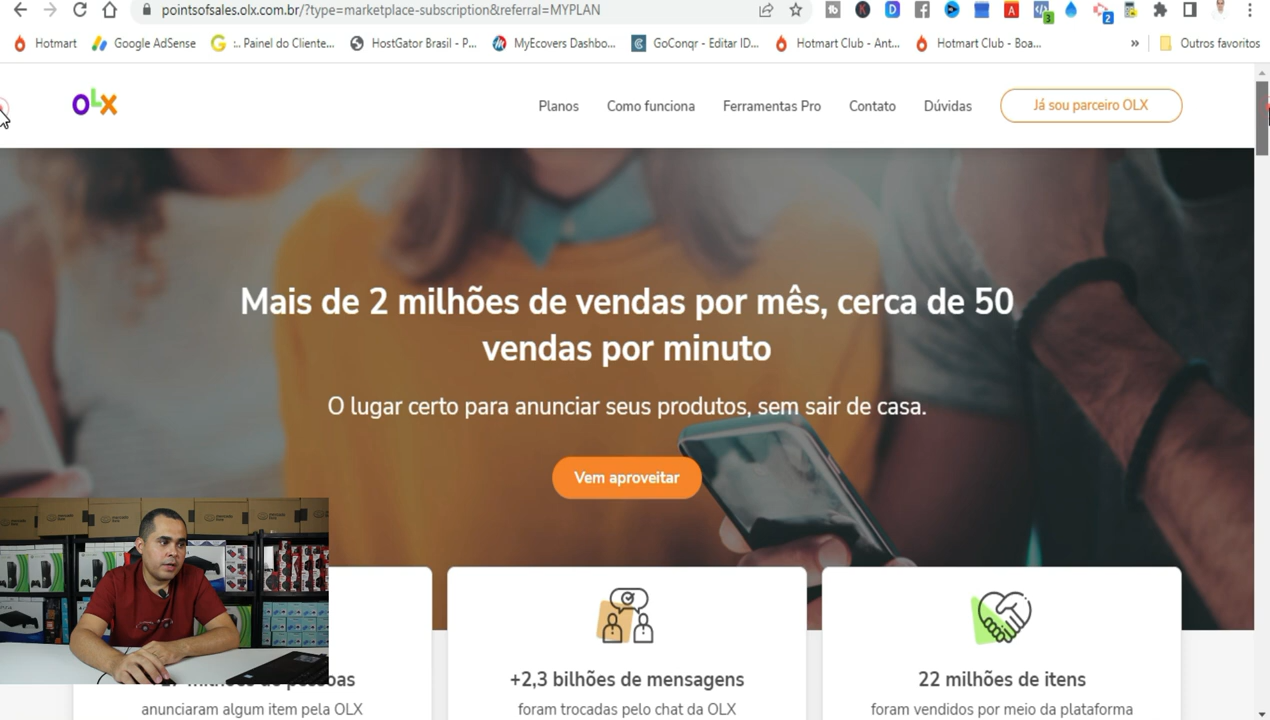 pointsofsales.olx.com.br/?type=marketplace-subscription&referral=MYPLAN
Hotmart
Google AdSense
:.. Painel do Cliente...
HostGator Brasil - P...
MyEcovers Dashbo...
GoConqr - Editar ID...
Hotmart Club - Ant...
Hotmart Club - Boa...
»
Outros favoritos
OLX
Planos
Como funciona
Ferramentas Pro
Contato
Dúvidas
Já sou parceiro OLX
Mais de 2 milhões de vendas por mês, cerca de 50
vendas por minuto
O lugar certo para anunciar seus produtos, sem sair de casa.
Vem aproveitar
anunciaram algum item pela OLX
+2,3 bilhões de mensagens
foram trocadas pelo chat da OLX
22 milhões de itens
foram vendidos por meio da plataforma